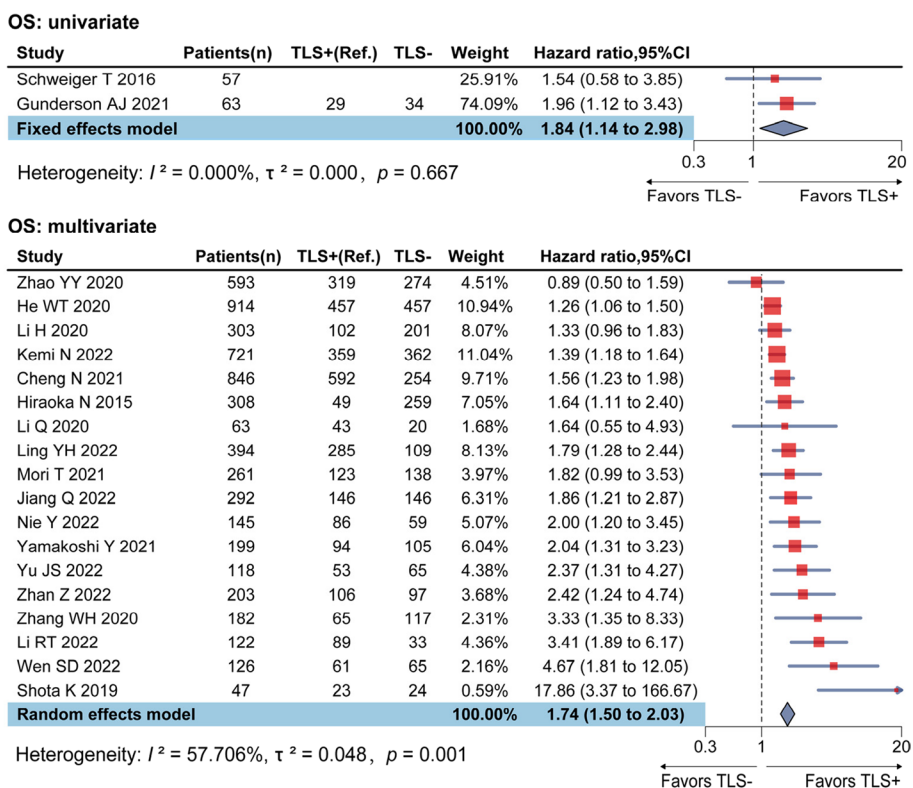 OS: univariate
Study Patients(n) TLS+(Ref.) TLS- Weight Hazard ratio,95%CI
Schweiger T 2016 57 25.91% 1.54 (0.58 to 3.85)
Gunderson AJ 2021 63 29 34 74.09% 1.96 (1.12 to 3.43)
Fixed effects model 100.00% 1.84 (1.14 to 2.98)
0.3 1 20
Heterogeneity: I ² = 0.000%, τ ² = 0.000, p = 0.667
Favors TLS- Favors TLS+
OS: multivariate
Study Patients(n) TLS+(Ref.) TLS- Weight Hazard ratio,95%CI
Zhao YY 2020 593 319 274 4.51% 0.89 (0.50 to 1.59)
He WT 2020 914 457 457 10.94% 1.26 (1.06 to 1.50)
Li H 2020 303 102 201 8.07% 1.33 (0.96 to 1.83)
Kemi N 2022 721 359 362 11.04% 1.39 (1.18 to 1.64)
Cheng N 2021 846 592 254 9.71% 1.56 (1.23 to 1.98)
Hiraoka N 2015 308 49 259 7.05% 1.64 (1.11 to 2.40)
Li Q 2020 63 43 20 1.68% 1.64 (0.55 to 4.93)
Ling YH 2022 394 285 109 8.13% 1.79 (1.28 to 2.44)
Mori T 2021 261 123 138 3.97% 1.82 (0.99 to 3.53)
Jiang Q 2022 292 146 146 6.31% 1.86 (1.21 to 2.87)
Nie Y 2022 145 86 59 5.07% 2.00 (1.20 to 3.45)
Yamakoshi Y 2021 199 94 105 6.04% 2.04 (1.31 to 3.23)
Yu JS 2022 118 53 65 4.38% 2.37 (1.31 to 4.27)
Zhan Z 2022 203 106 97 3.68% 2.42 (1.24 to 4.74)
Zhang WH 2020 182 65 117 2.31% 3.33 (1.35 to 8.33)
Li RT 2022 122 89 33 4.36% 3.41 (1.89 to 6.17)
Wen SD 2022 126 61 65 2.16% 4.67 (1.81 to 12.05)
Shota K 2019 47 23 24 0.59% 17.86 (3.37 to 166.67)
Random effects model 100.00% 1.74 (1.50 to 2.03)
0.3 1 20
Heterogeneity: I ² = 57.706%, τ ² = 0.048, p = 0.001
Favors TLS- Favors TLS+